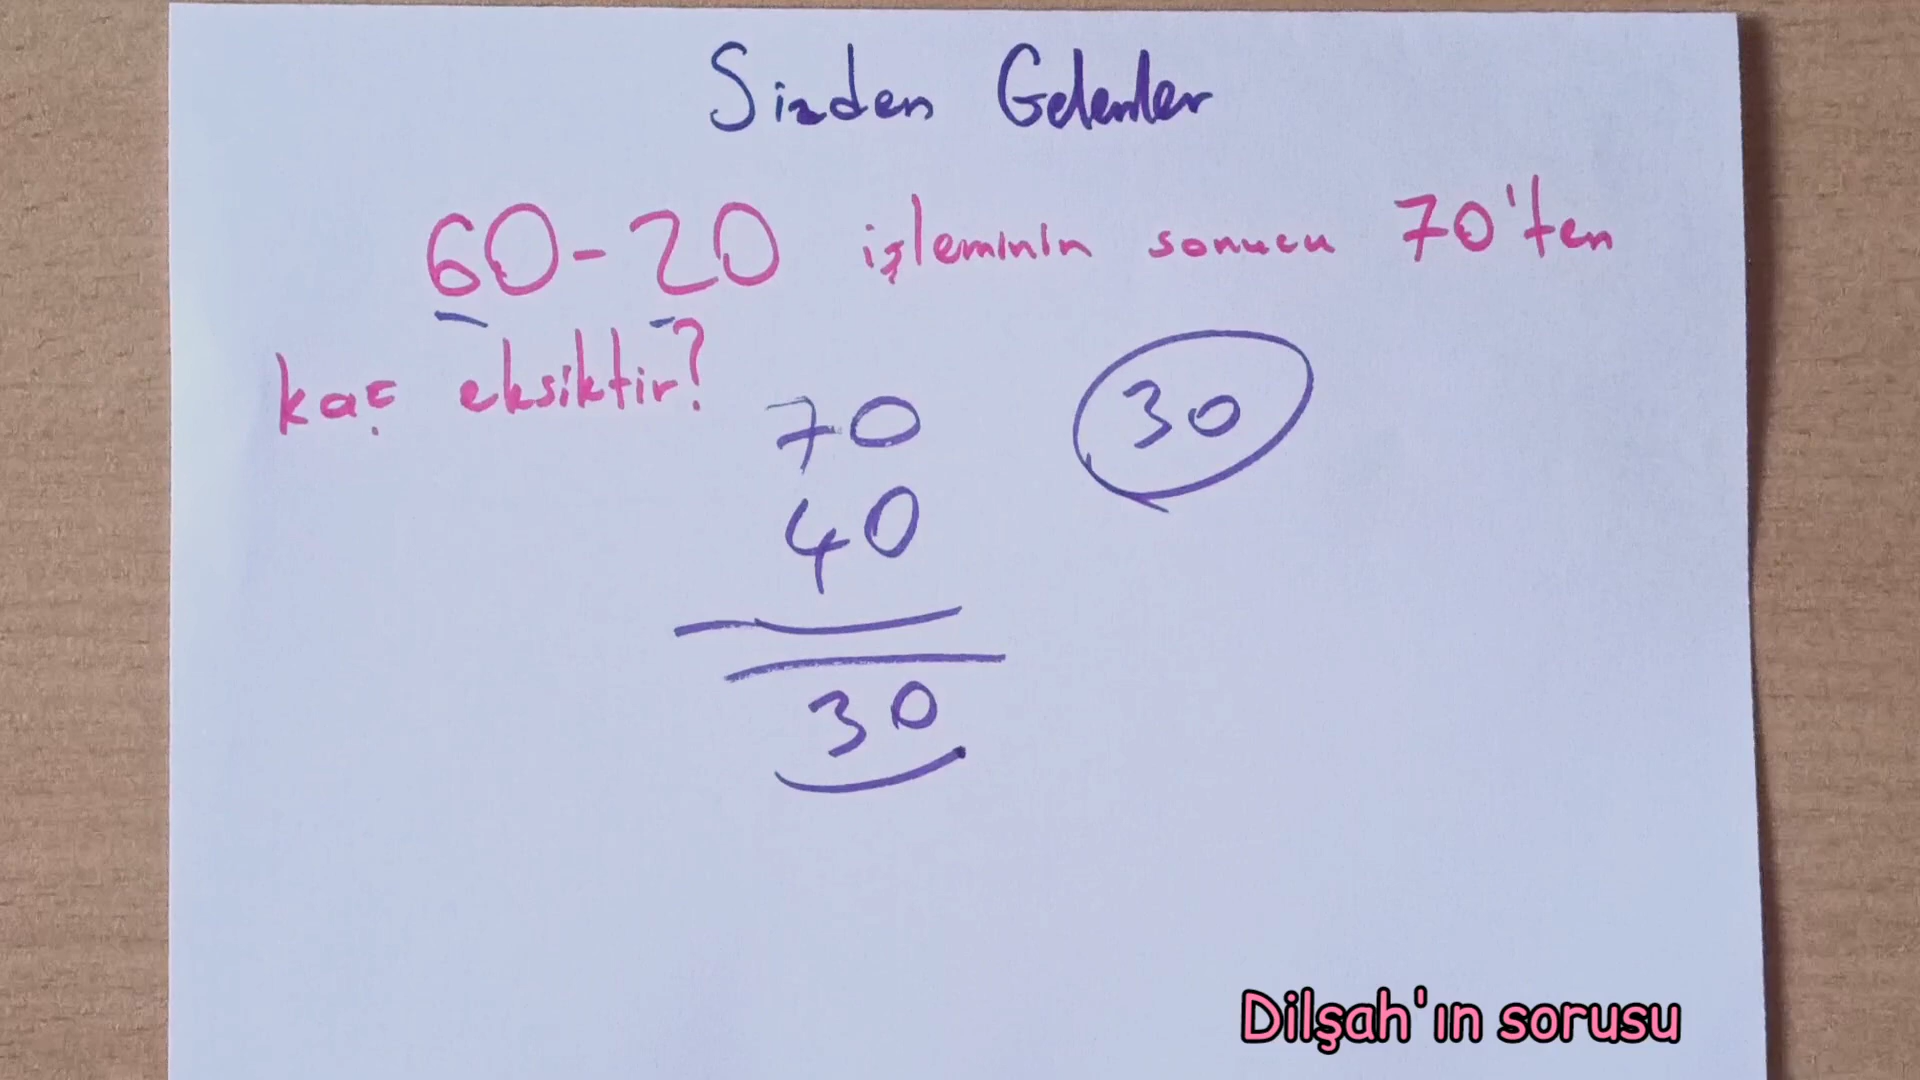 Sizden Gelenler
60-20 işleminin sonucu 70'ten
kaç eksiktir?
70
30
40
30
Dilşah'ın sorusu